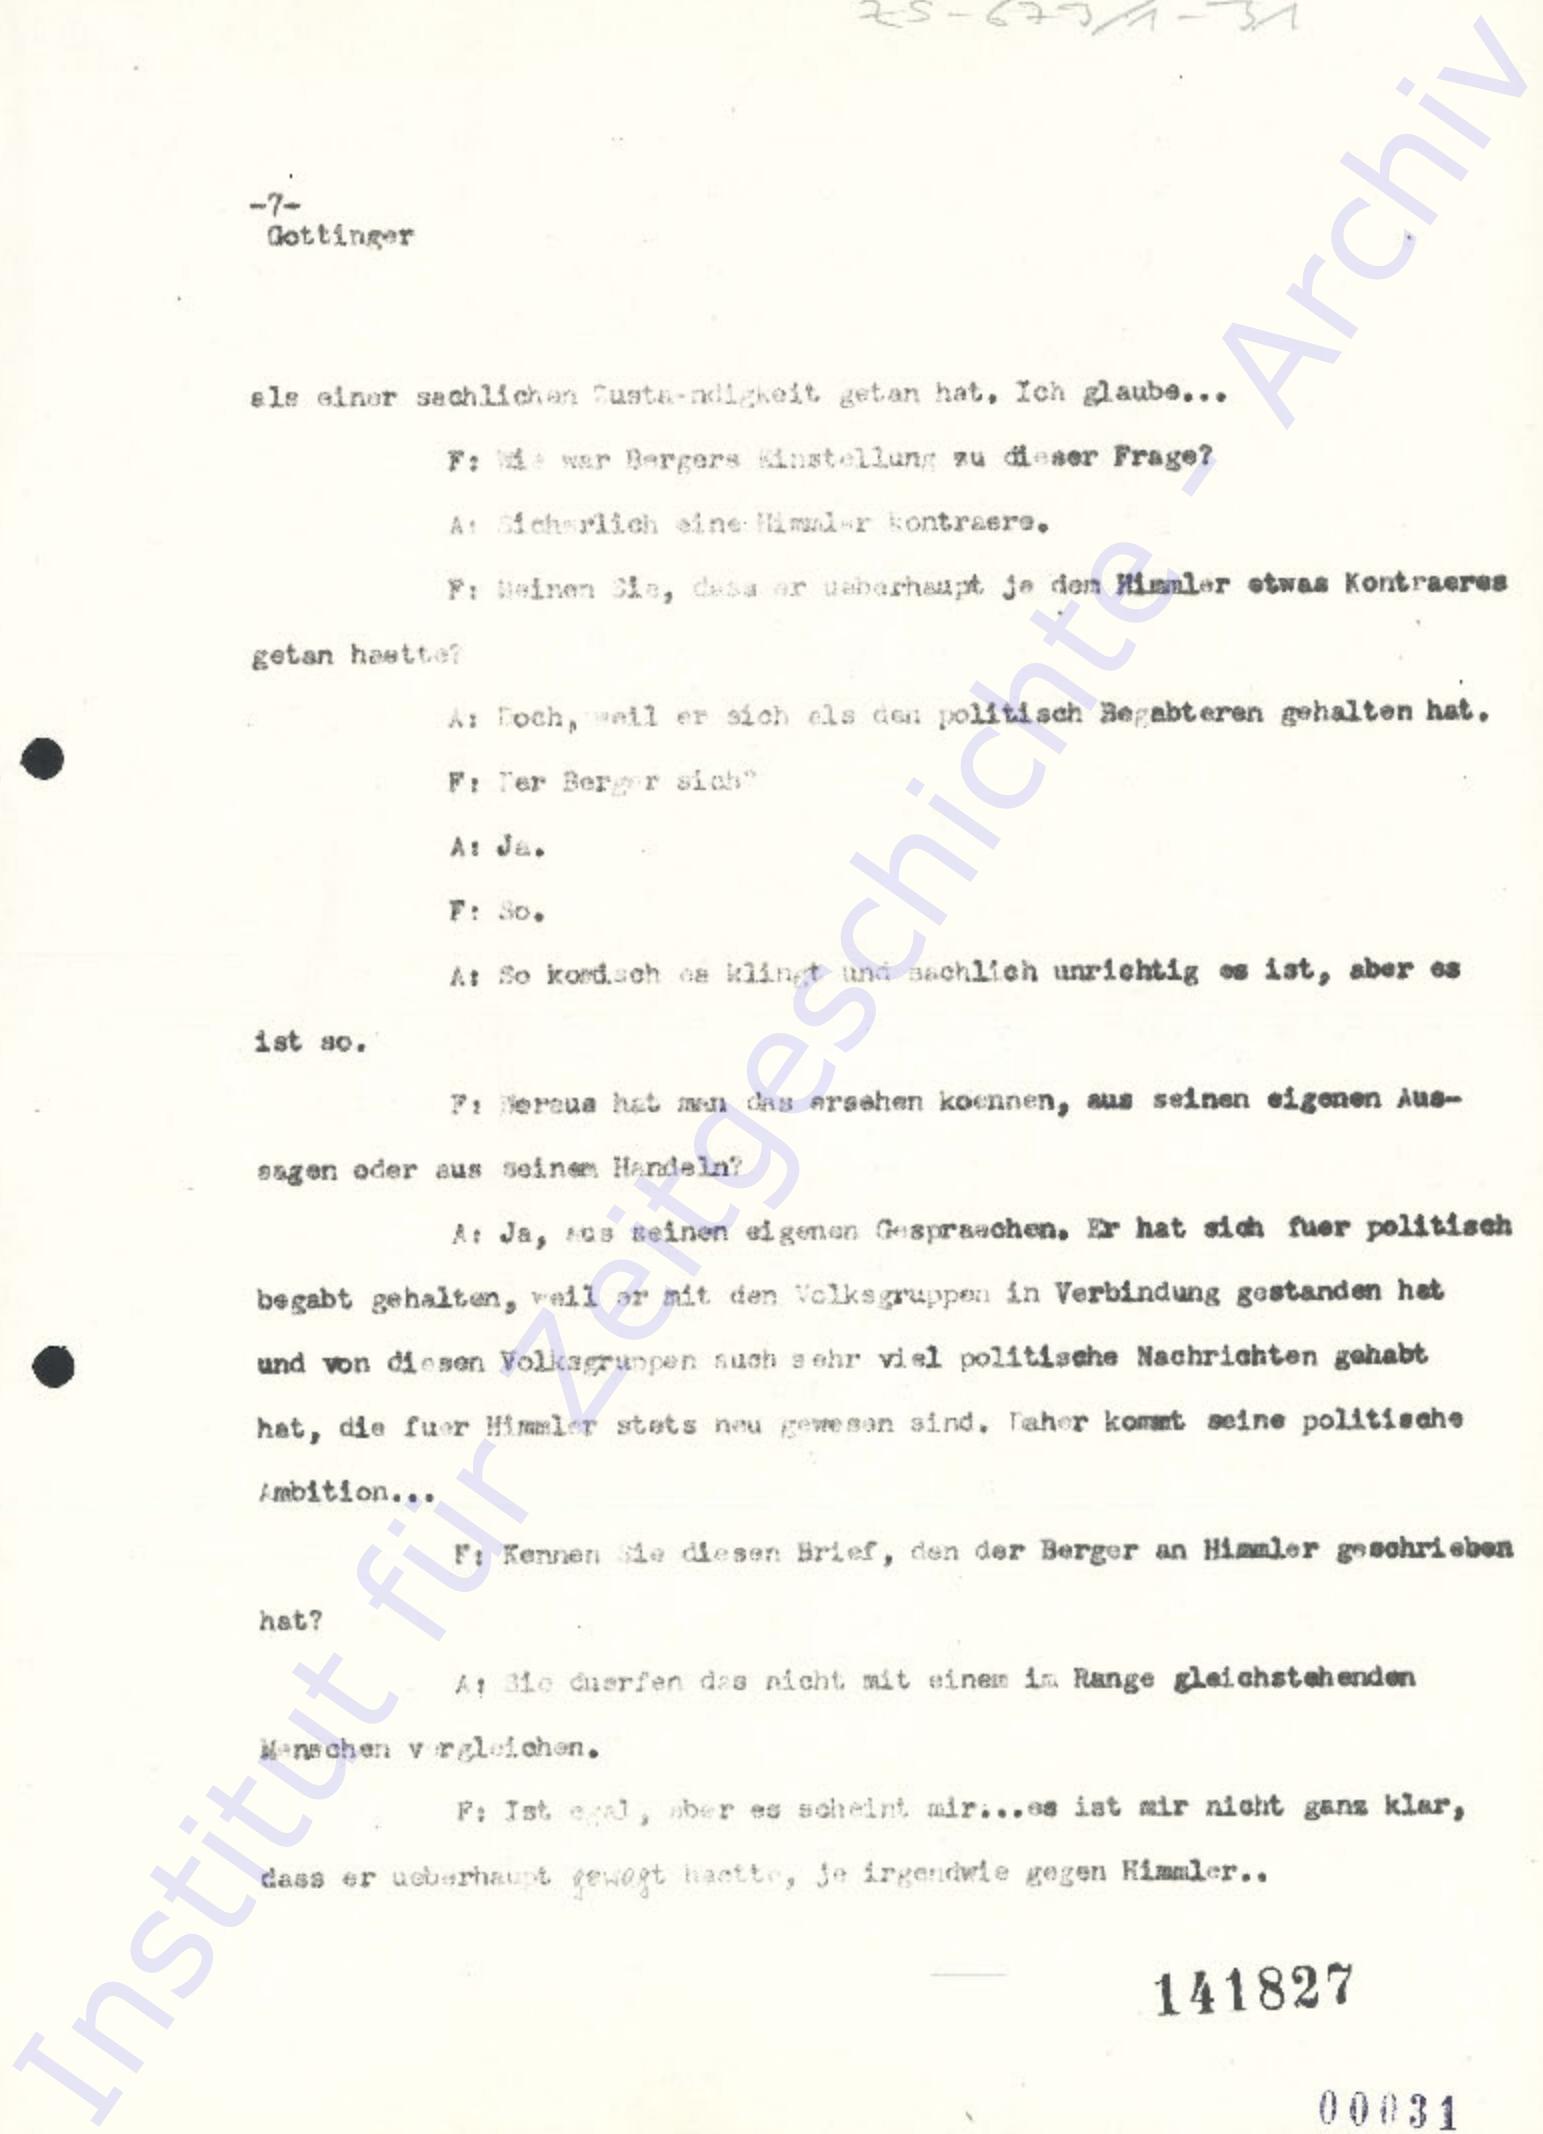 ZS-679/1-31
-7-
Gottinger
als einer sachlichen Zusta-ndigkeit getan hat. Ich glaube...
F: Wie war Bergers Einstellung zu dieser Frage?
A: Sicherlich eine Himmler kontraere.
F: Meinen Sie, dass er ueberhaupt je dem Himmler etwas Kontraeres
getan haette?
A: Doch, weil er sich als den politisch Begabteren gehalten hat.
F: Der Berger sich?
A: Ja.
F: So.
A: So komisch es klingt und sachlich unrichtig es ist, aber es
ist so.
F: Woraus hat man das ersehen koennen, aus seinen eigenen Aus-
sagen oder aus seinem Handeln?
A: Ja, aus seinen eigenen Gespraechen. Er hat sich fuer politisch
begabt gehalten, weil er mit den Volksgruppen in Verbindung gestanden hat
und von diesen Volksgruppen auch sehr viel politische Nachrichten gehabt
hat, die fuer Himmler stets neu gewesen sind. Daher kommt seine politische
Ambition...
F: Kennen Sie diesen Brief, den der Berger an Himmler geschrieben
hat?
A: Sie duerfen das nicht mit einem im Range gleichstehenden
Menschen vergleichen.
F: Ist egal, aber es scheint mir...es ist mir nicht ganz klar,
dass er ueberhaupt gewagt haette, je irgendwie gegen Himmler..
141827
00031
Institut für Zeitgeschichte - Archiv